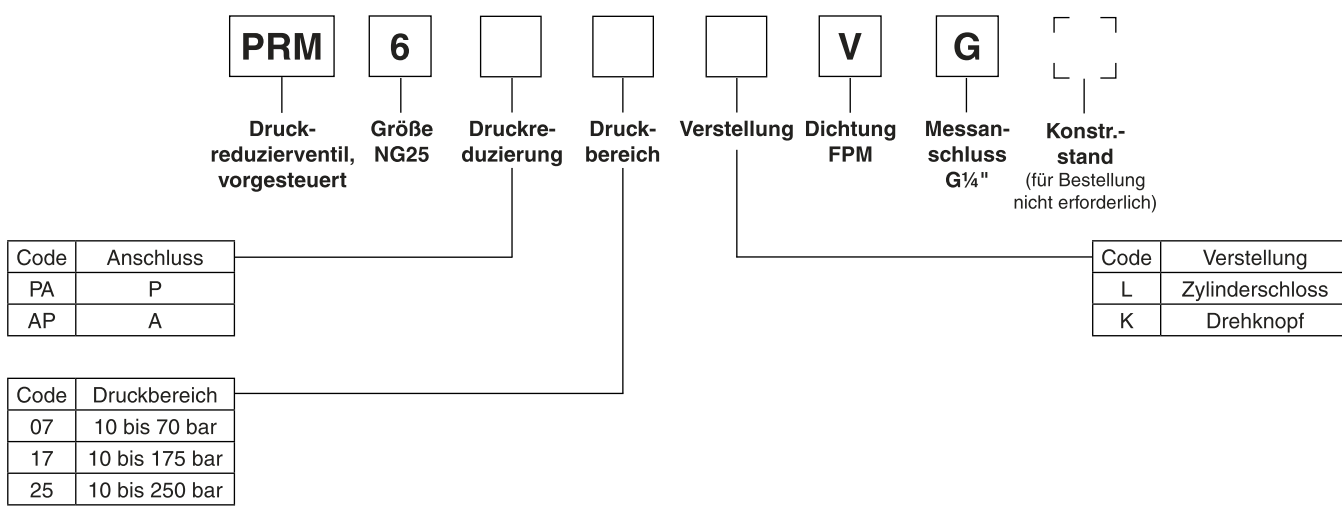 PRM 6 V G
Druck-
reduzierventil,
vorgesteuert
Größe
NG25
Druckre-
duzierung
Druck-
bereich
Verstellung
Dichtung
FPM
Messan-
schluss
G¼"
Konstr.-
stand
(für Bestellung
nicht erforderlich)
Code Anschluss
PA P
AP A
Code Verstellung
L Zylinderschloss
K Drehknopf
Code Druckbereich
07 10 bis 70 bar
17 10 bis 175 bar
25 10 bis 250 bar